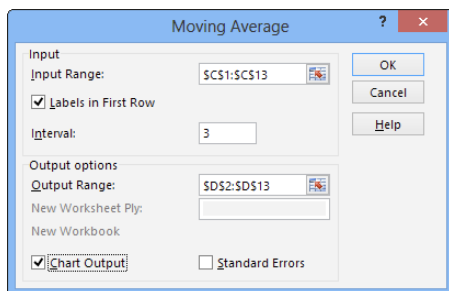 Moving Average
? ×
Input
Input Range: $C$1:$C$13
Labels in First Row
Interval: 3
OK
Cancel
Help
Output options
Output Range: $D$2:$D$13
New Worksheet Ply:
New Workbook
Chart Output Standard Errors